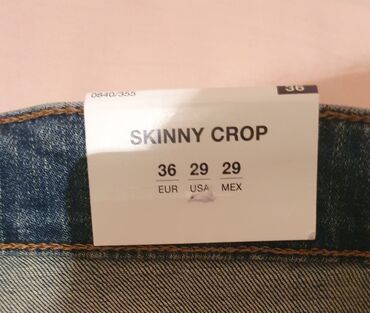 0840/355 36
SKINNY CROP
36 29 29
EUR USA MEX